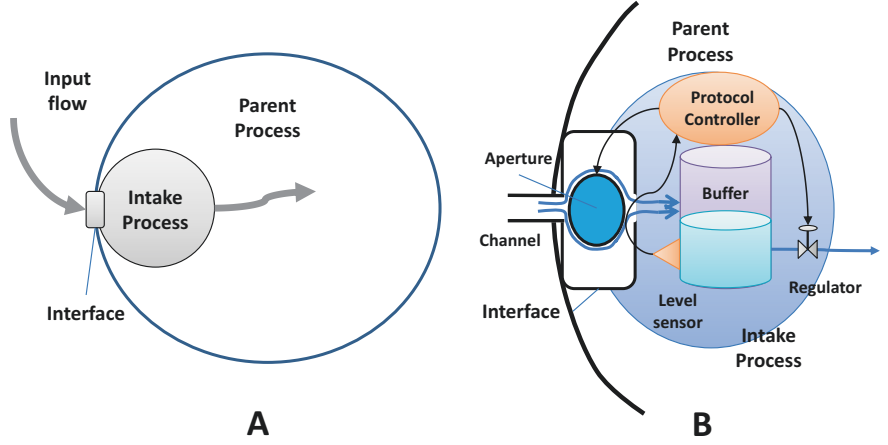 Input
flow
Parent
Process
Intake
Process
Interface
A
Parent
Process
Protocol
Controller
Aperture
Buffer
Channel
Interface
Level
sensor
Regulator
Intake
Process
B